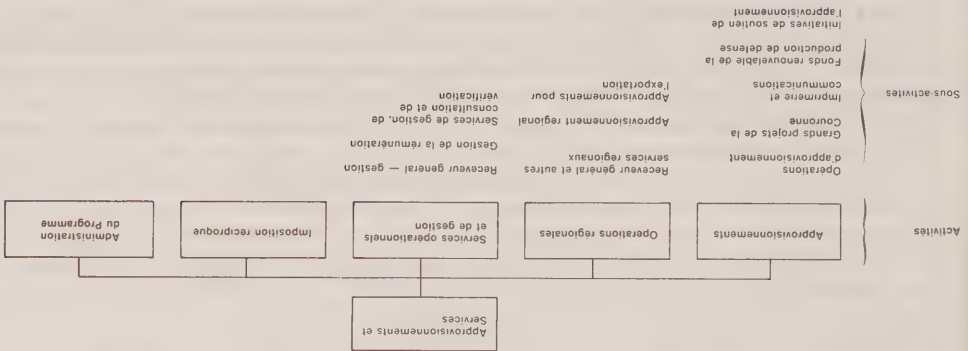 Approvisionnements et
Services
Activités
Approvisionnements
Opérations régionales
Services opérationnels
et de gestion
Imposition réciproque
Administration
du Programme
Sous-activités
Opérations
d'approvisionnement
Grands projets de la
Couronne
Imprimerie et
communications
Fonds renouvelable de la
production de défense
Initiatives de soutien de
l'approvisionnement
Receveur général et autres
services régionaux
Approvisionnement régional
Approvisionnements pour
l'exportation
Receveur général — gestion
Gestion de la rémunération
Services de gestion, de
consultation et de
vérification